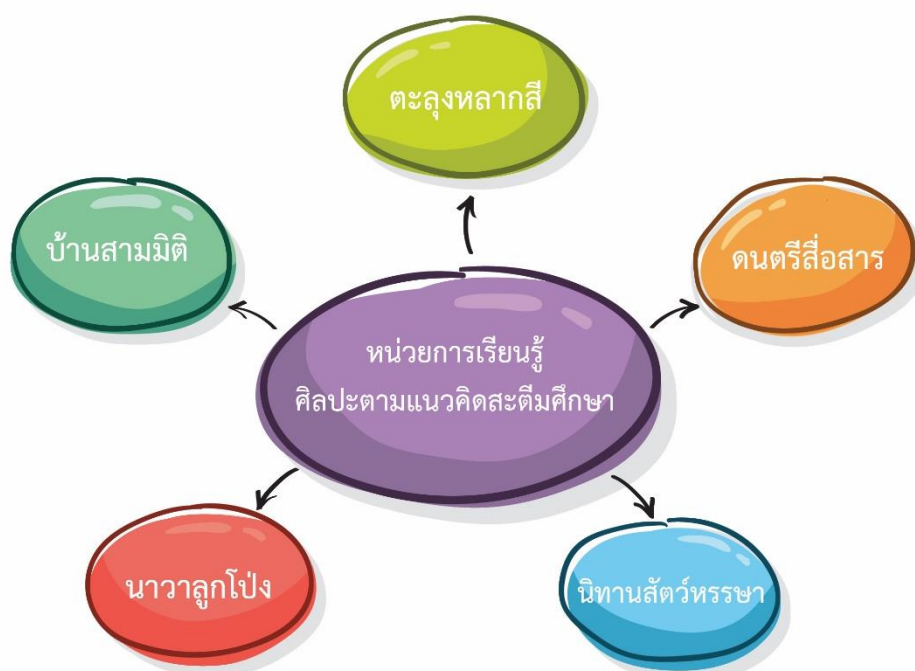 ตะลุงหลากสี
บ้านสามมิติ
ดนตรีสื่อสาร
หน่วยการเรียนรู้
ศิลปะตามแนวคิดสะตีมศึกษา
นาวาลูกโป่ง
นิทานสัตว์หรรษา